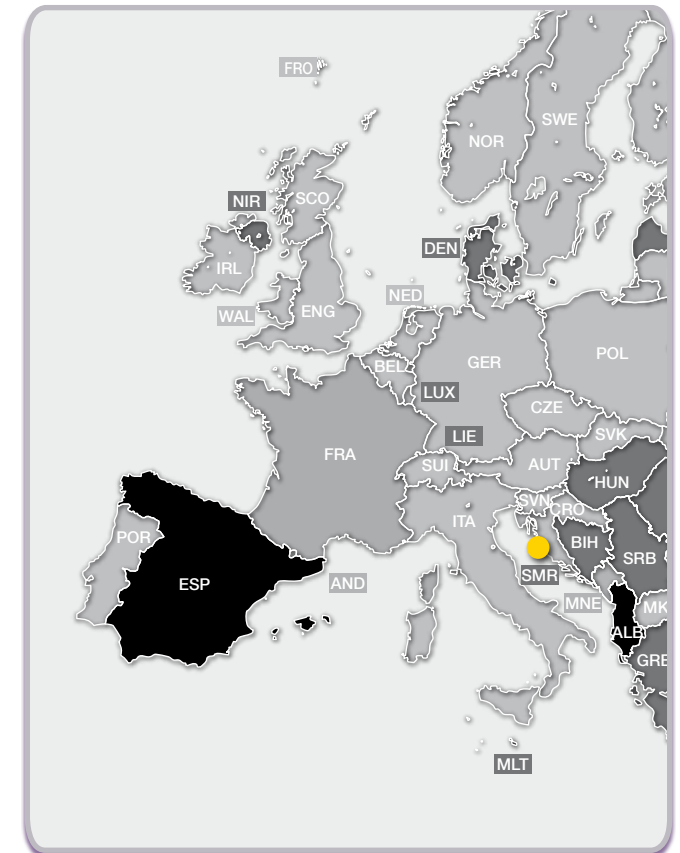 FRO
SWE
NOR
NIR
SCO
DEN
IRL
NED
WAL
ENG
POL
GER
BEL
LUX
CZE
LIE
SVK
FRA
SUI
AUT
HUN
SVN
CRO
ITA
POR
BIH
SRB
SMR
ESP
AND
MNE
MK
ALB
GRE
MLT